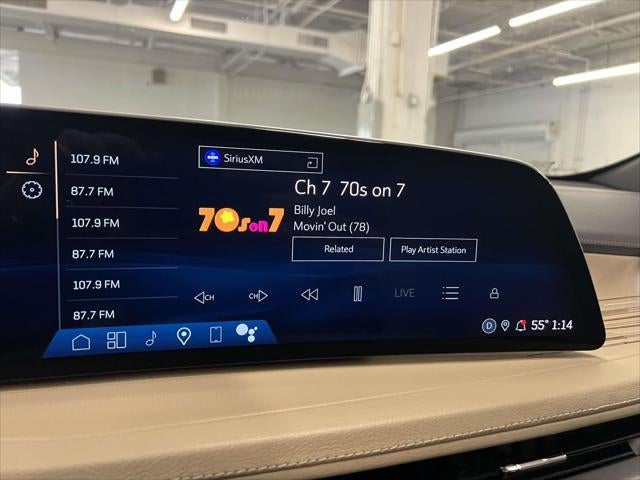 107.9 FM
87.7 FM
107.9 FM
87.7 FM
107.9 FM
87.7 FM
SiriusXM
Ch 7 70s on 7
70s on 7
Billy Joel
Movin' Out (78)
Related
Play Artist Station
CH
CH
LIVE
D
55° 1:14